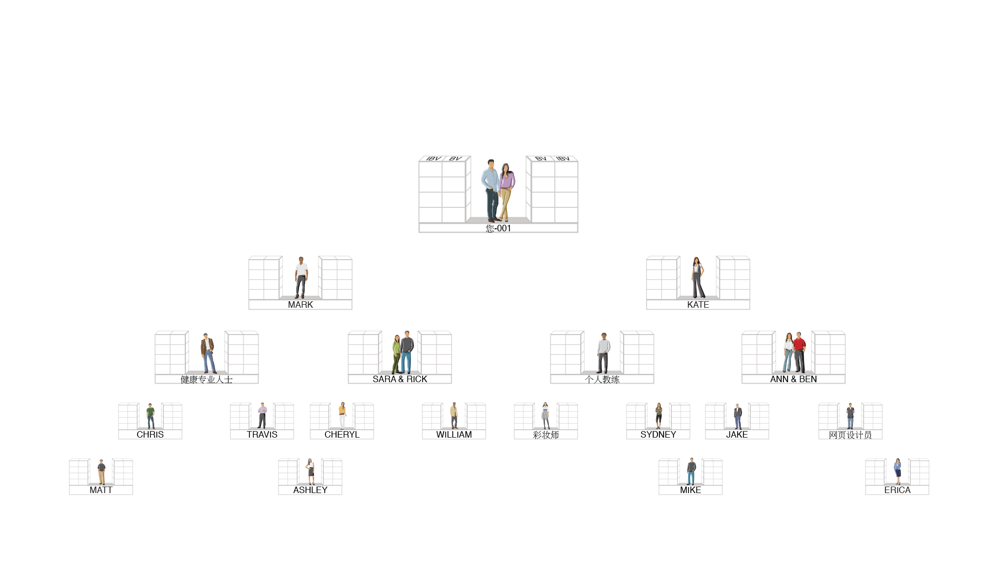 IBV BV BV IBV
您-001
MARK KATE
健康专业人士 SARA & RICK 个人教练 ANN & BEN
CHRIS TRAVIS CHERYL WILLIAM 彩妆师 SYDNEY JAKE 网页设计员
MATT ASHLEY MIKE ERICA